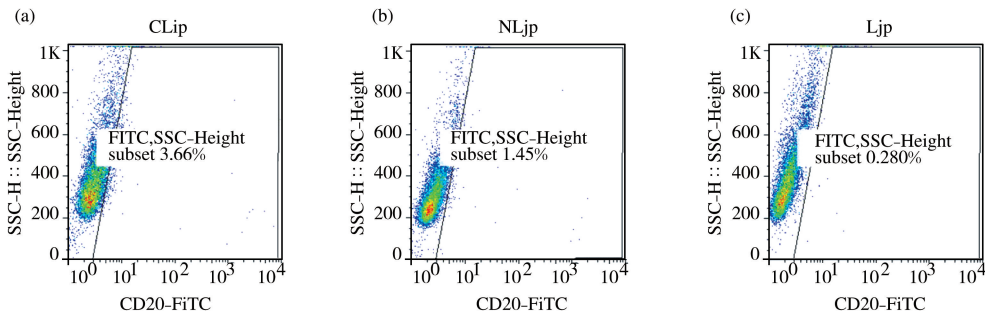 (a)
CLip
1K
800
600
400
200
0
SSC-H :: SSC-Height
FITC,SSC-Height
subset 3.66%
10^0
10^1
10^2
10^3
10^4
CD20-FiTC
(b)
NLjp
1K
800
600
400
200
0
SSC-H :: SSC-Height
FITC,SSC-Height
subset 1.45%
10^0
10^1
10^2
10^3
10^4
CD20-FiTC
(c)
Ljp
1K
800
600
400
200
0
SSC-H :: SSC-Height
FITC,SSC-Height
subset 0.280%
10^0
10^1
10^2
10^3
10^4
CD20-FiTC